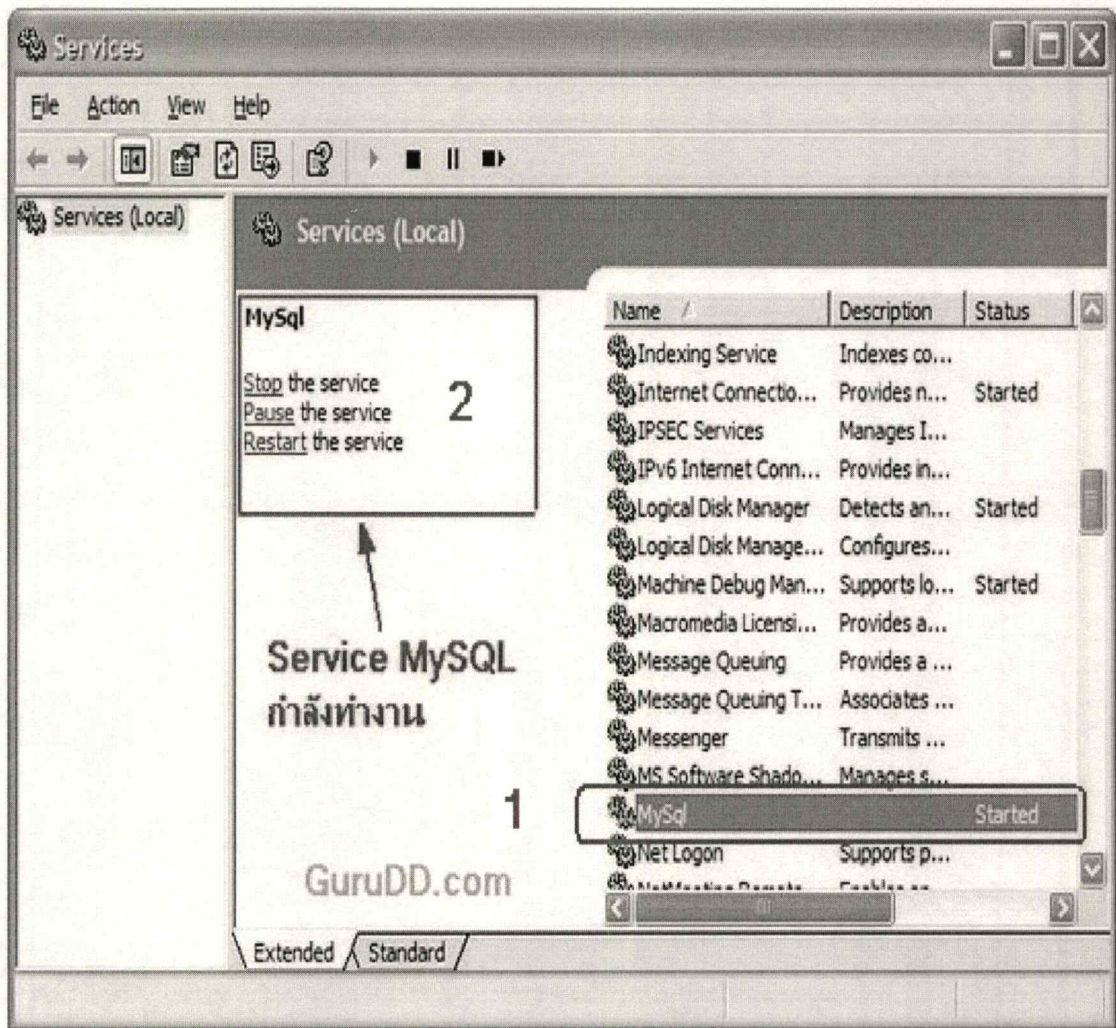 Services
File Action View Help
Services (Local)
Services (Local)
MySql
Stop the service
Pause the service
Restart the service
2
Service MySQL
กำลังทำงาน
1
GuruDD.com
Name Description Status
Indexing Service Indexes co...
Internet Connectio... Provides n... Started
IPSEC Services Manages I...
IPv6 Internet Conn... Provides in...
Logical Disk Manager Detects an... Started
Logical Disk Manage... Configures...
Machine Debug Man... Supports lo... Started
Macromedia Licensi... Provides a...
Message Queuing Provides a ...
Message Queuing T... Associates ...
Messenger Transmits ...
MS Software Shado... Manages s...
MySql Started
Net Logon Supports p...
Extended Standard